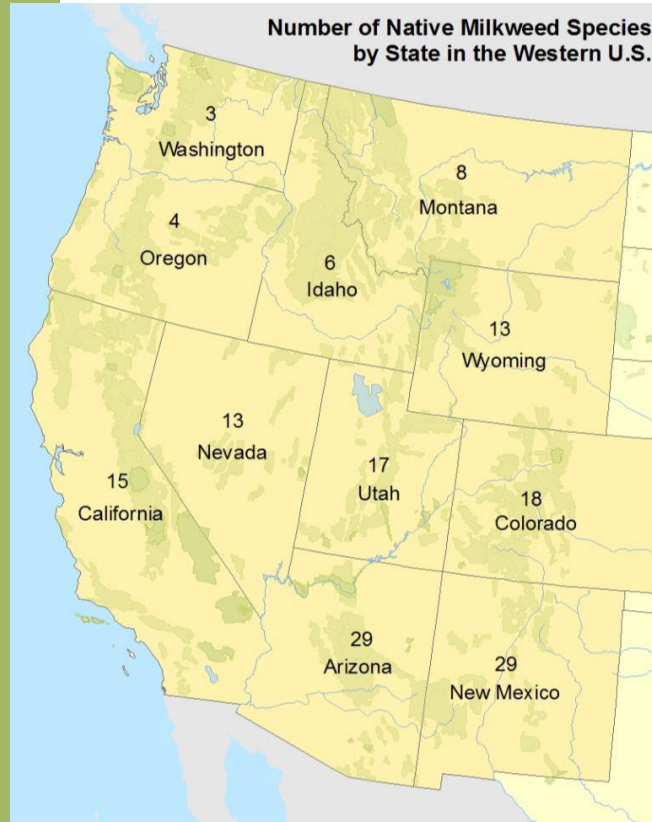 Number of Native Milkweed Species
by State in the Western U.S.
3
Washington
8
Montana
4
Oregon
6
Idaho
13
Wyoming
13
Nevada
15
California
17
Utah
18
Colorado
29
Arizona
29
New Mexico